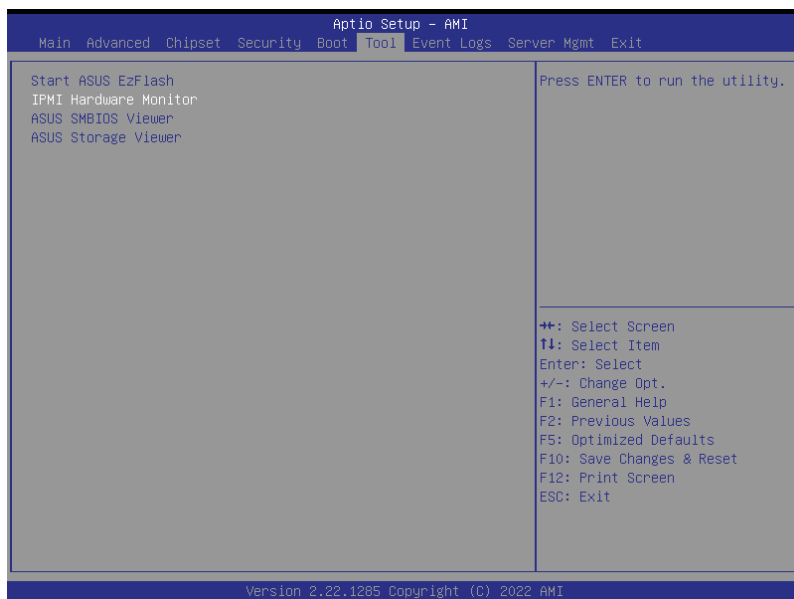 Aptio Setup – AMI
Main Advanced Chipset Security Boot Tool Event Logs Server Mgmt Exit
Start ASUS EzFlash
IPMI Hardware Monitor
ASUS SMBIOS Viewer
ASUS Storage Viewer
Press ENTER to run the utility.
→←: Select Screen
↑↓: Select Item
Enter: Select
+/-: Change Opt.
F1: General Help
F2: Previous Values
F5: Optimized Defaults
F10: Save Changes & Reset
F12: Print Screen
ESC: Exit
Version 2.22.1285 Copyright (C) 2022 AMI